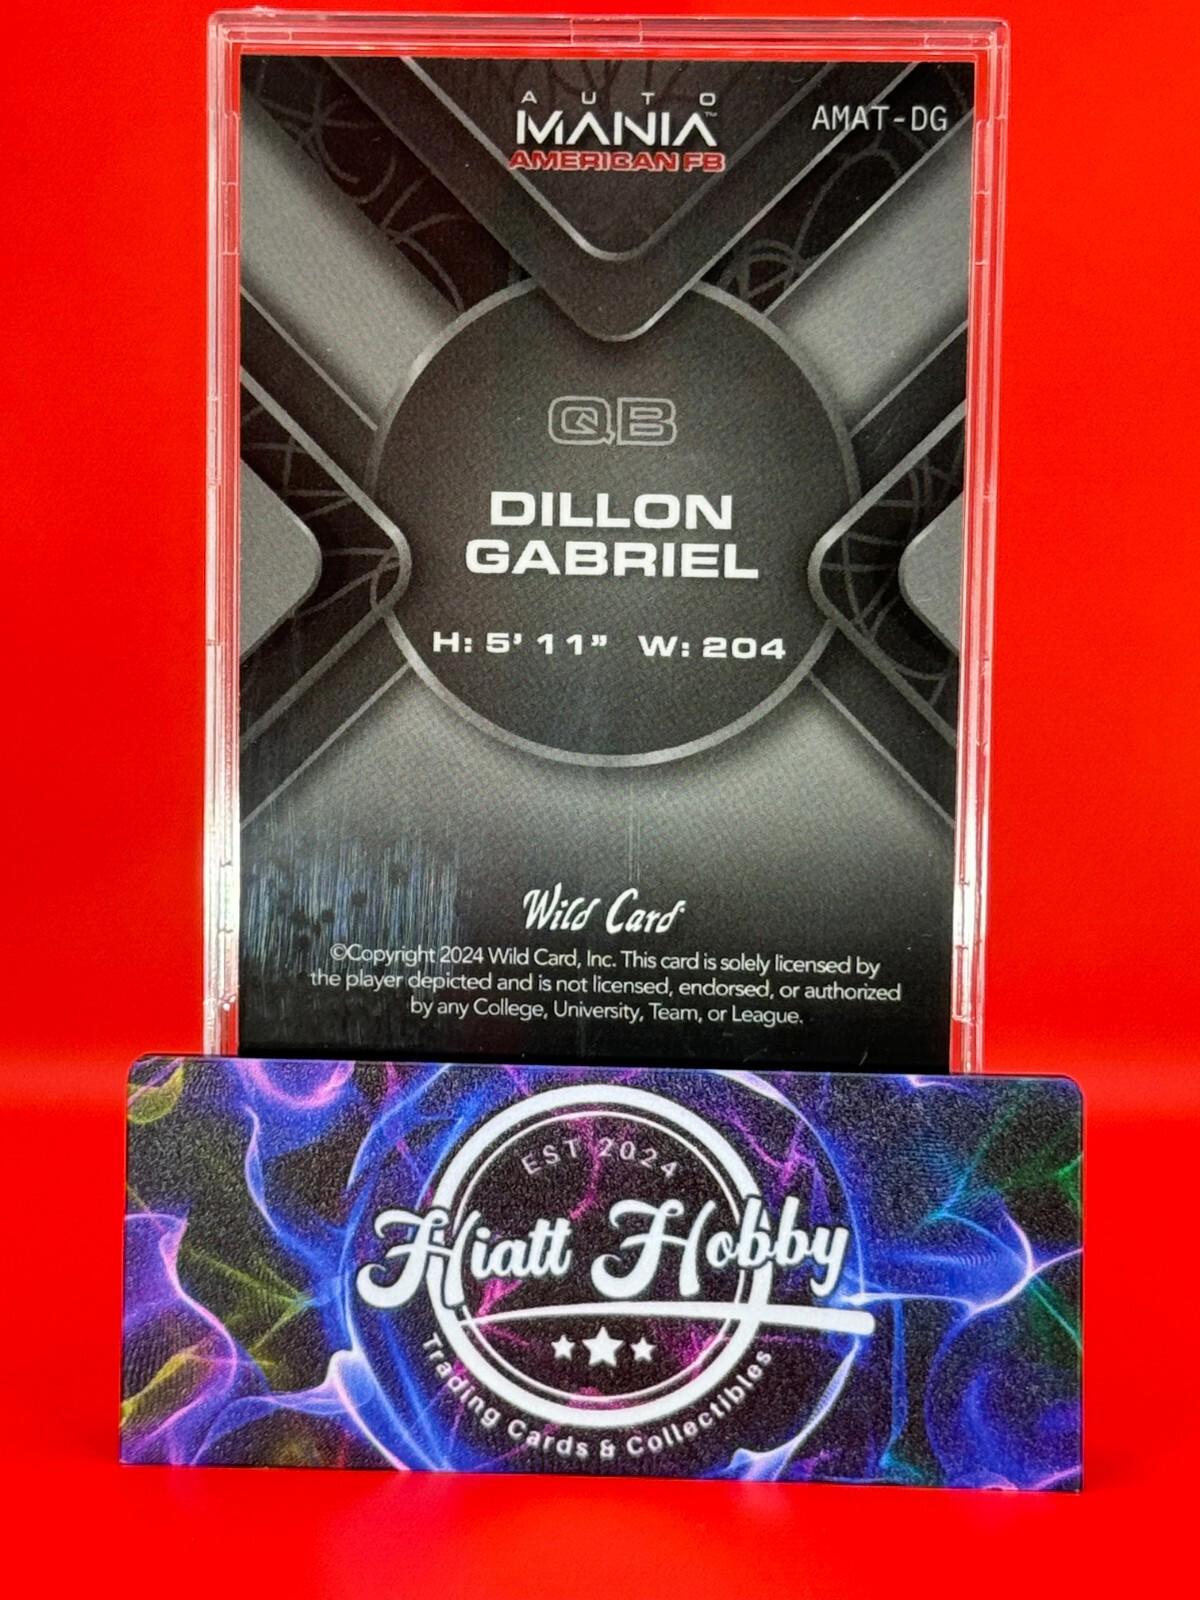 AUTO
MANIA™
AMERICAN FB
AMAT-DG
QB
DILLON
GABRIEL
H: 5' 11" W: 204
Wild Card
©Copyright 2024 Wild Card, Inc. This card is solely licensed by
the player depicted and is not licensed, endorsed, or authorized
by any College, University, Team, or League.
EST 2024
Hiatt Hobby
Trading Cards & Collectibles